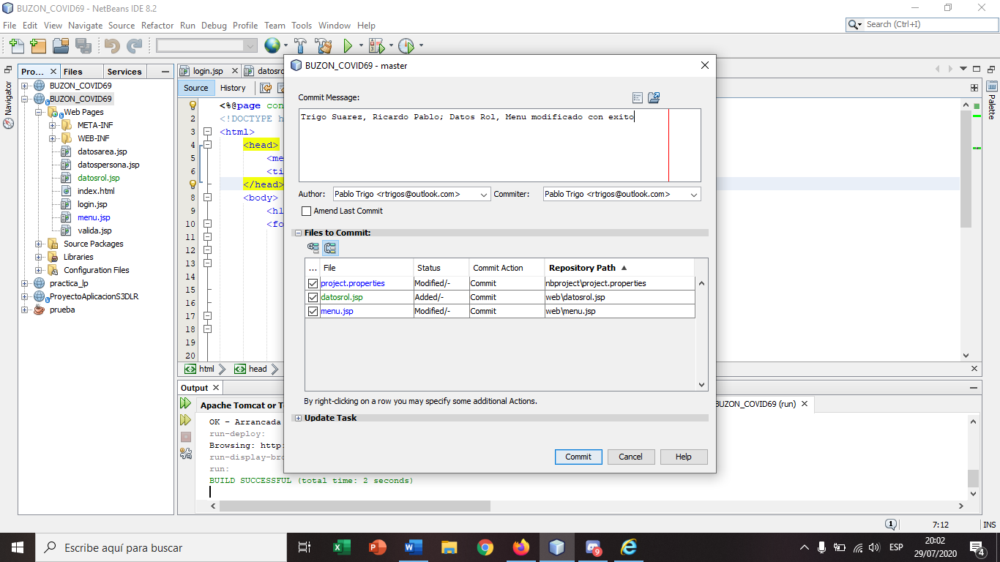 BUZON_COVID69 - NetBeans IDE 8.2
File Edit View Navigate Source Refactor Run Debug Profile Team Tools Window Help
Search (Ctrl+I)
Pro...
Files
Services
Navigator
BUZON_COVID69
BUZON_COVID69
Web Pages
META-INF
WEB-INF
datosarea.jsp
datospersona.jsp
datosrol.jsp
index.html
login.jsp
menu.jsp
valida.jsp
Source Packages
Libraries
Configuration Files
practica_lp
ProyectoAplicacionS3DLR
prueba
login.jsp
datosro
Source History
<%@page con
2 <!DOCTYPE h
3 <html>
4 <head>
5 <me
6 <ti
</head>
8 <body>
9 <h1
10 <fo
11
12
13
14
15
16
17
18
19
20
html head
Palette
BUZON_COVID69 - master
Commit Message:
Trigo Suarez, Ricardo Pablo; Datos Rol, Menu modificado con exito
Author: Pablo Trigo <rtrigos@outlook.com> Commiter: Pablo Trigo <rtrigos@outlook.com>
Amend Last Commit
Files to Commit:
... File Status Commit Action Repository Path
project.properties Modified/- Commit nbproject\project.properties
datosrol.jsp Added/- Commit web\datosrol.jsp
menu.jsp Modified/- Commit web\menu.jsp
By right-clicking on a row you may specify some additional Actions.
Update Task
Commit Cancel Help
Output
Apache Tomcat or T
BUZON_COVID69 (run)
OK - Arrancada
run-deploy:
Browsing: http:
run-display-bro
run:
BUILD SUCCESSFUL (total time: 2 seconds)
1
7:12 INS
Escribe aquí para buscar
9
ESP
20:02
29/07/2020
4